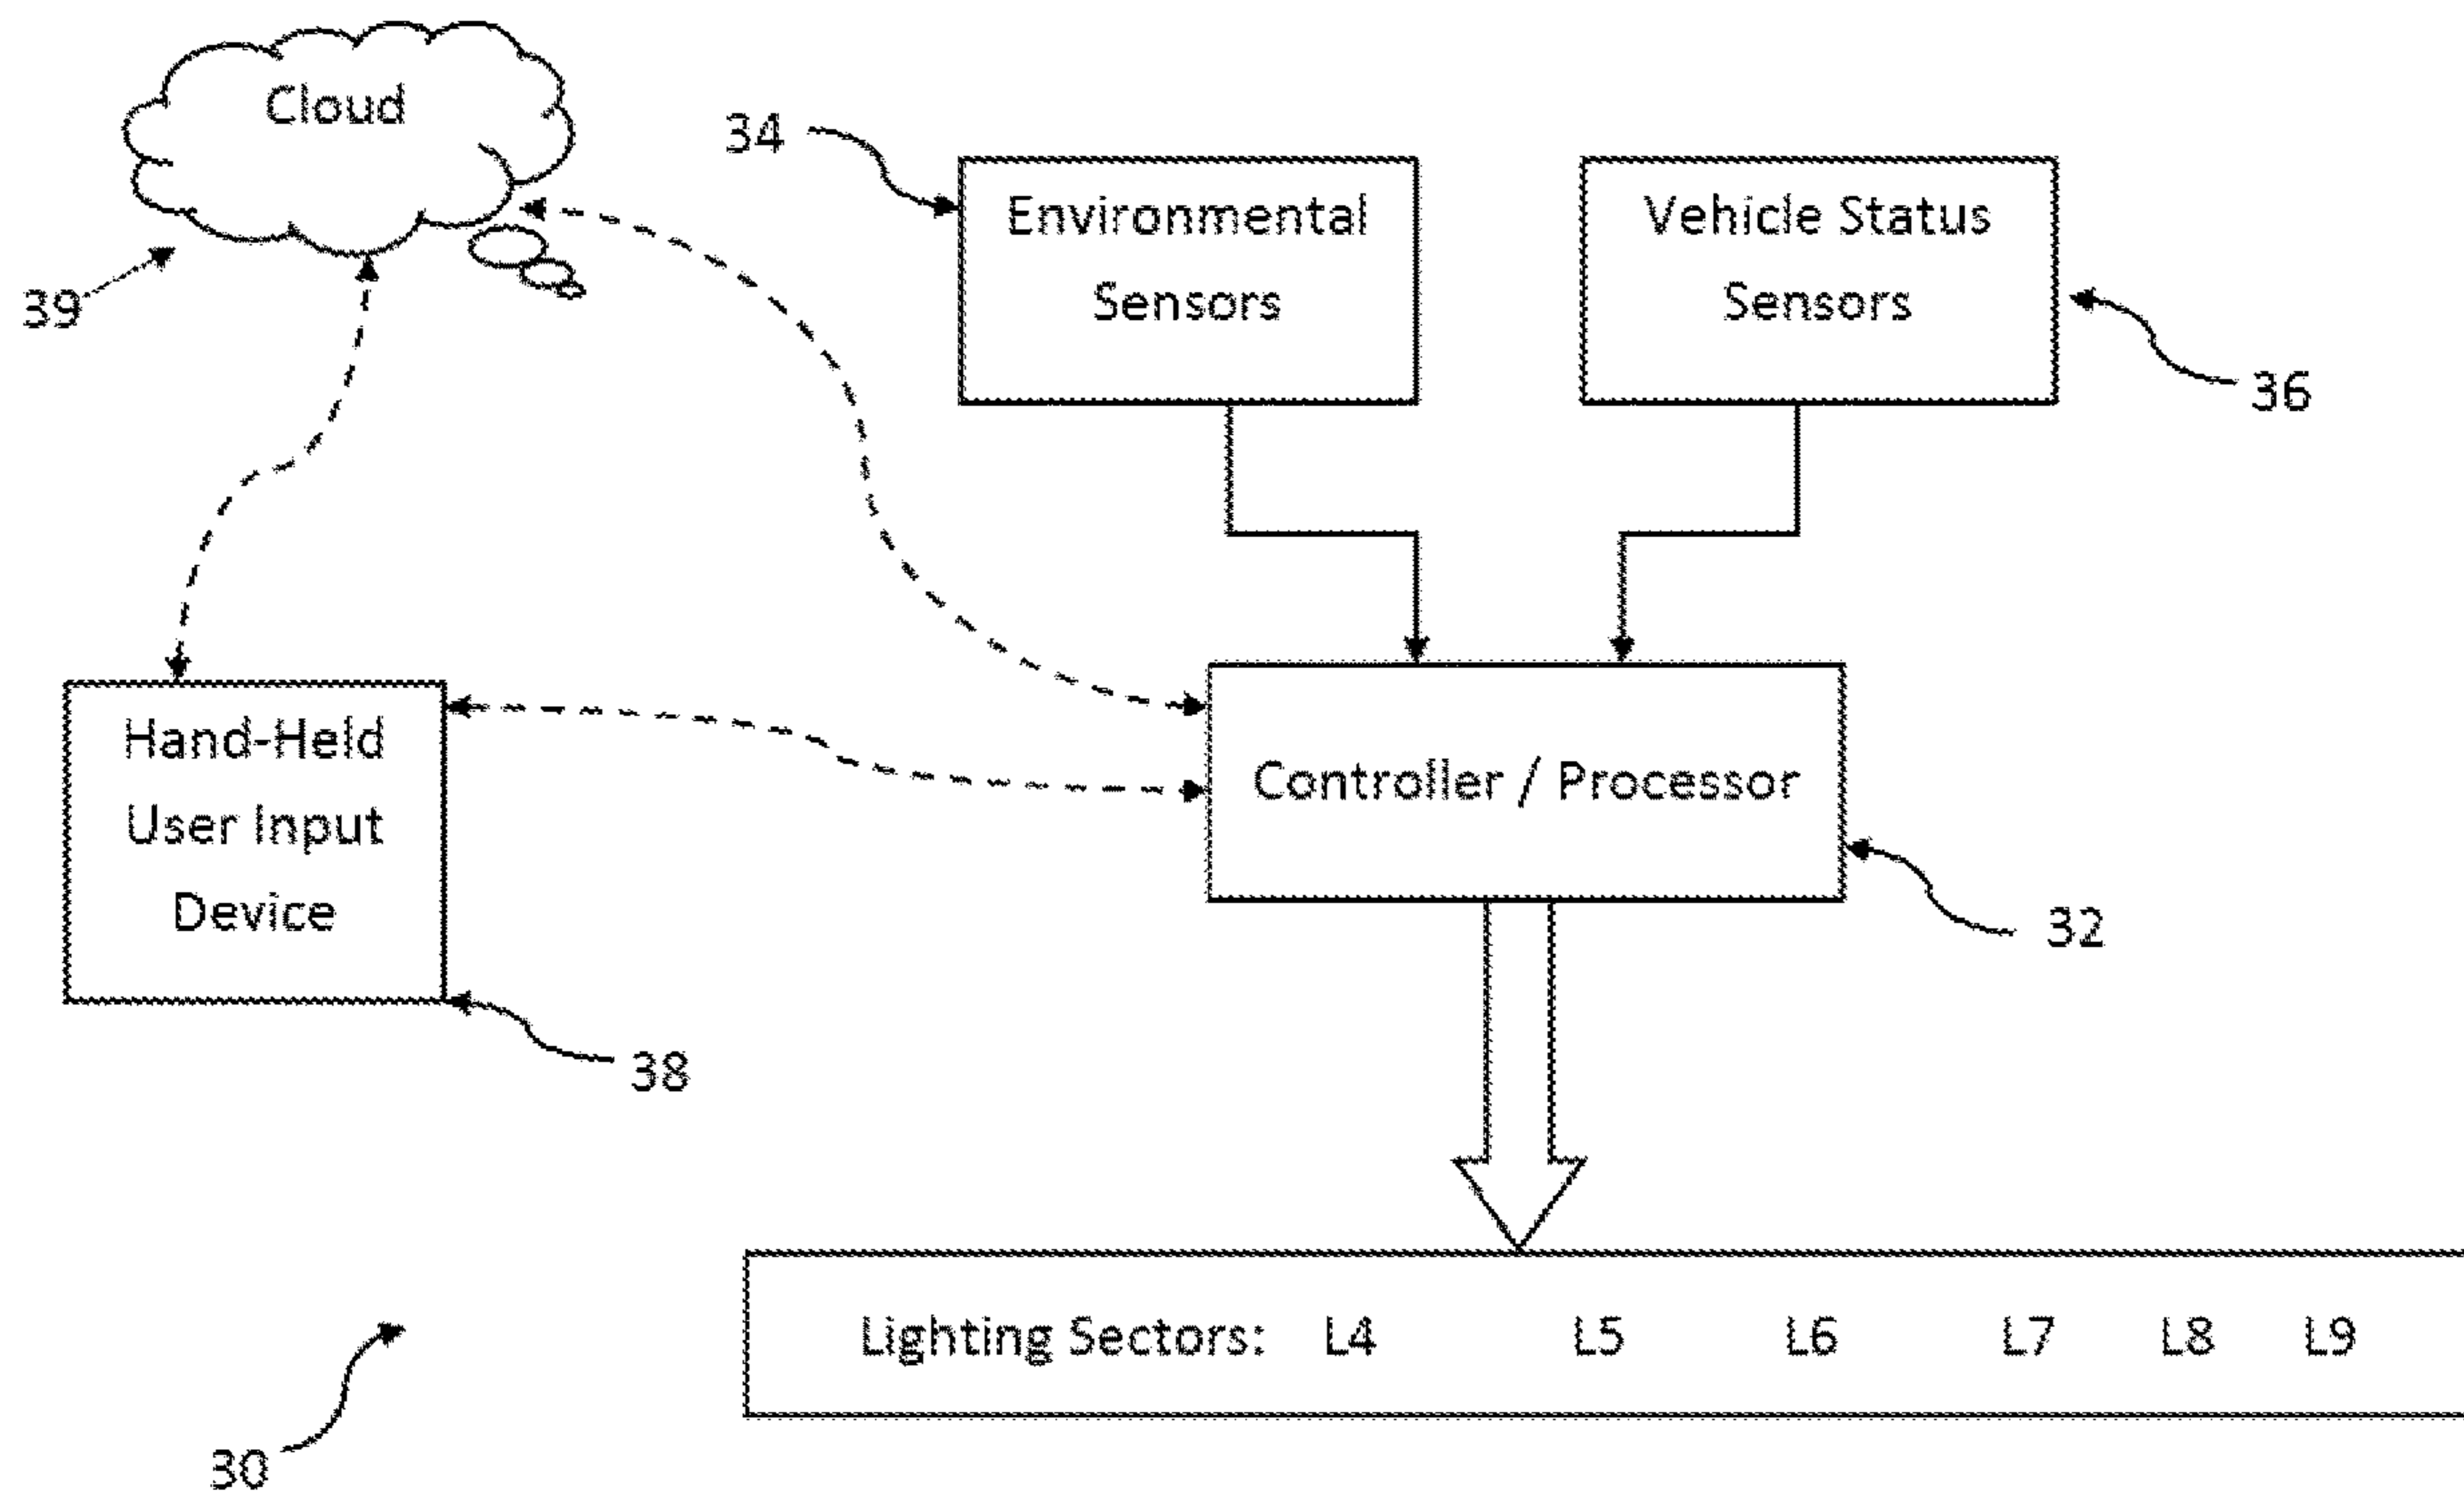 Cloud
34
Environmental
Sensors
Vehicle Status
Sensors
39
36
Hand-Held
User Input
Device
Controller / Processor
32
38
Lighting Sectors: L4 L5 L6 L7 L8 L9
30